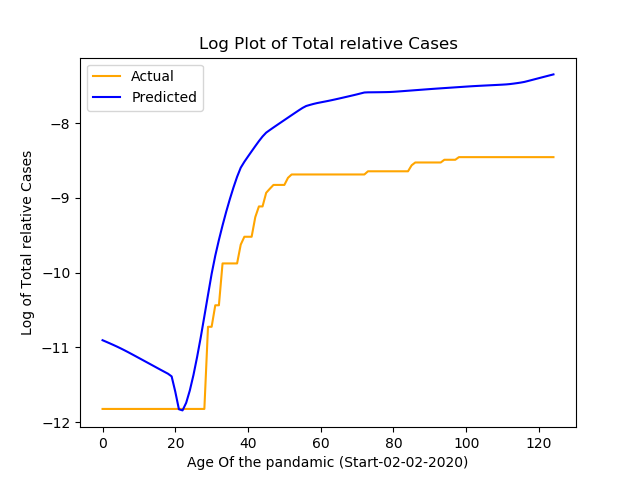 Log Plot of Total relative Cases
Actual
Predicted
Log of Total relative Cases
−8
−9
−10
−11
−12
0 20 40 60 80 100 120
Age Of the pandamic (Start-02-02-2020)